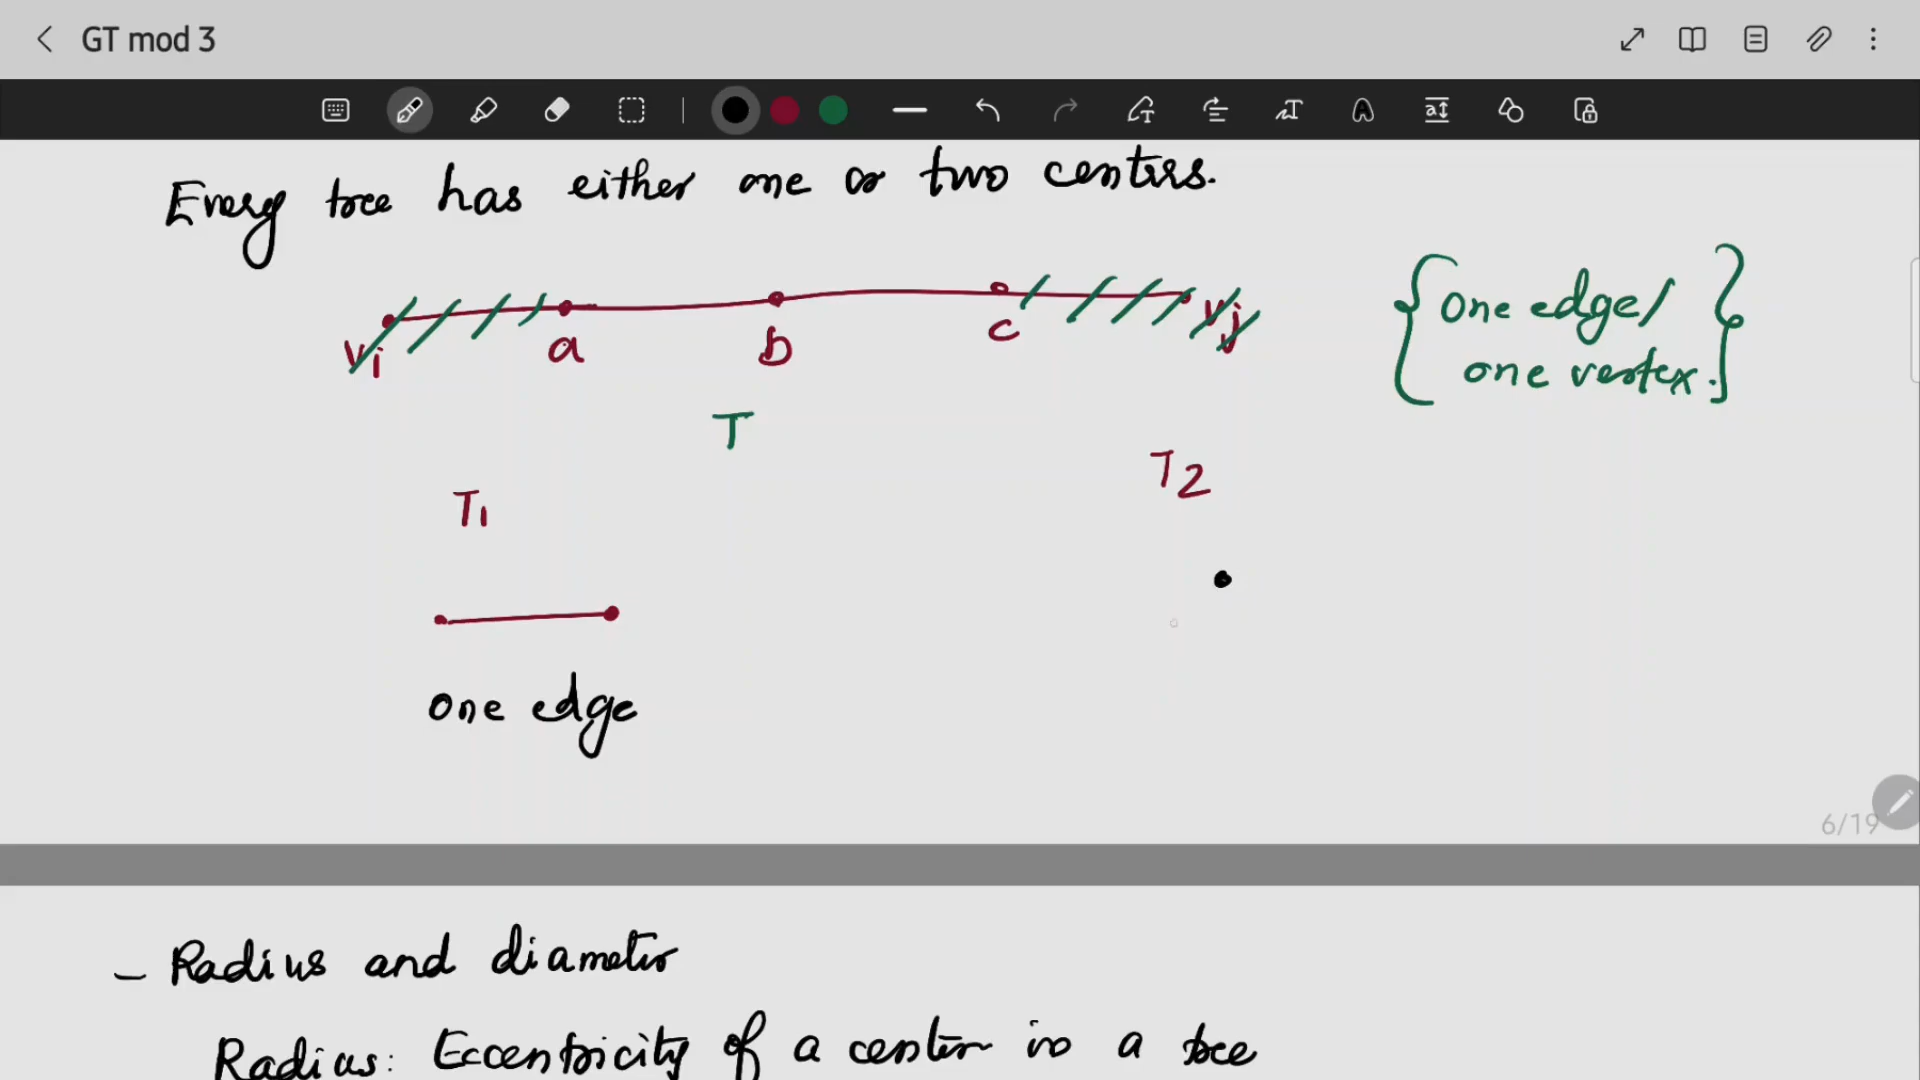 GT mod 3
Every tree has either one or two centers.
vi a b c vj
{ one edge/
one vertex. }
T
T1 T2
one edge
6/19
- Radius and diameter
Radius: Eccentricity of a center in a tree